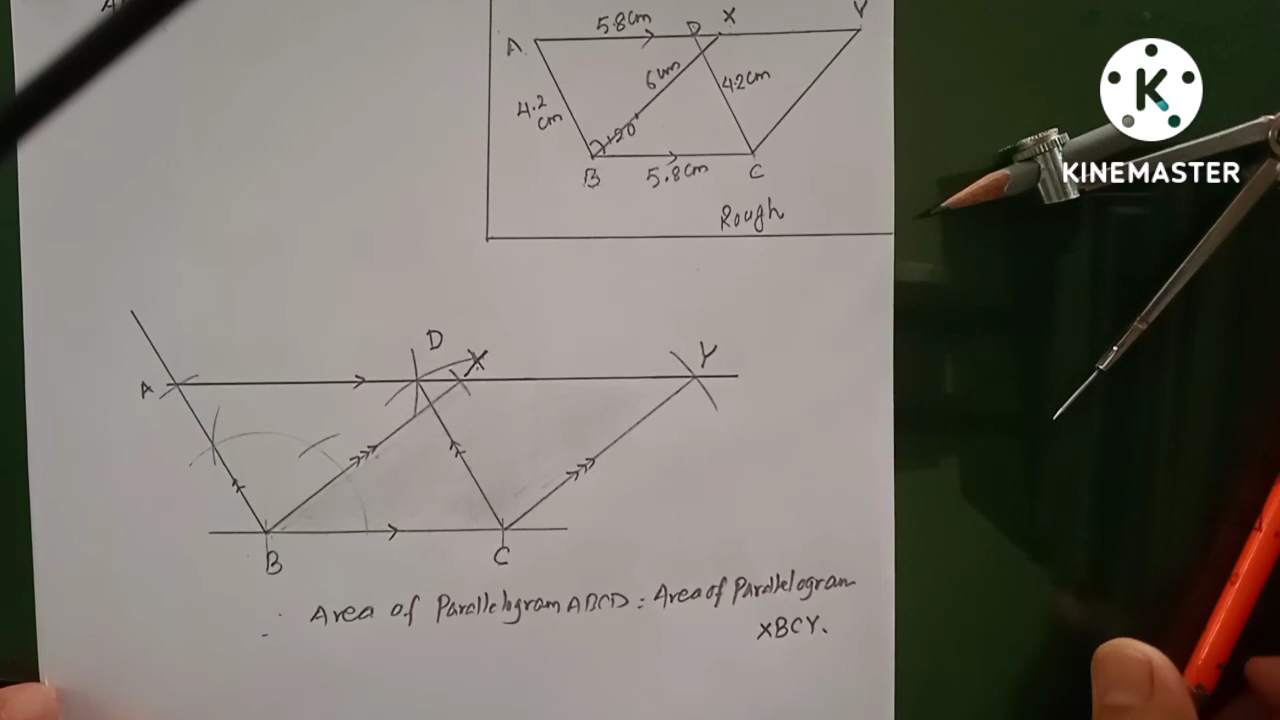 5.8cm
D
X
Y
A
6cm
4.2cm
4.2
cm
120°
B
5.8cm
C
Rough
KINEMASTER
D
X
Y
A
B
C
∴ Area of Parallelogram ABCD = Area of Parallelogram
XBCY.